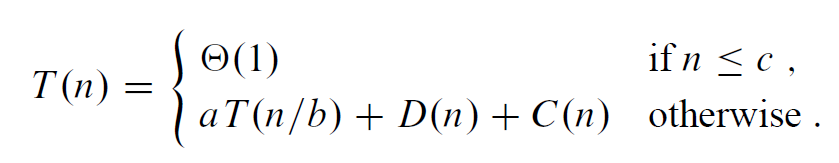 T(n) = { Θ(1) if n ≤ c ,
aT(n/b) + D(n) + C(n) otherwise .